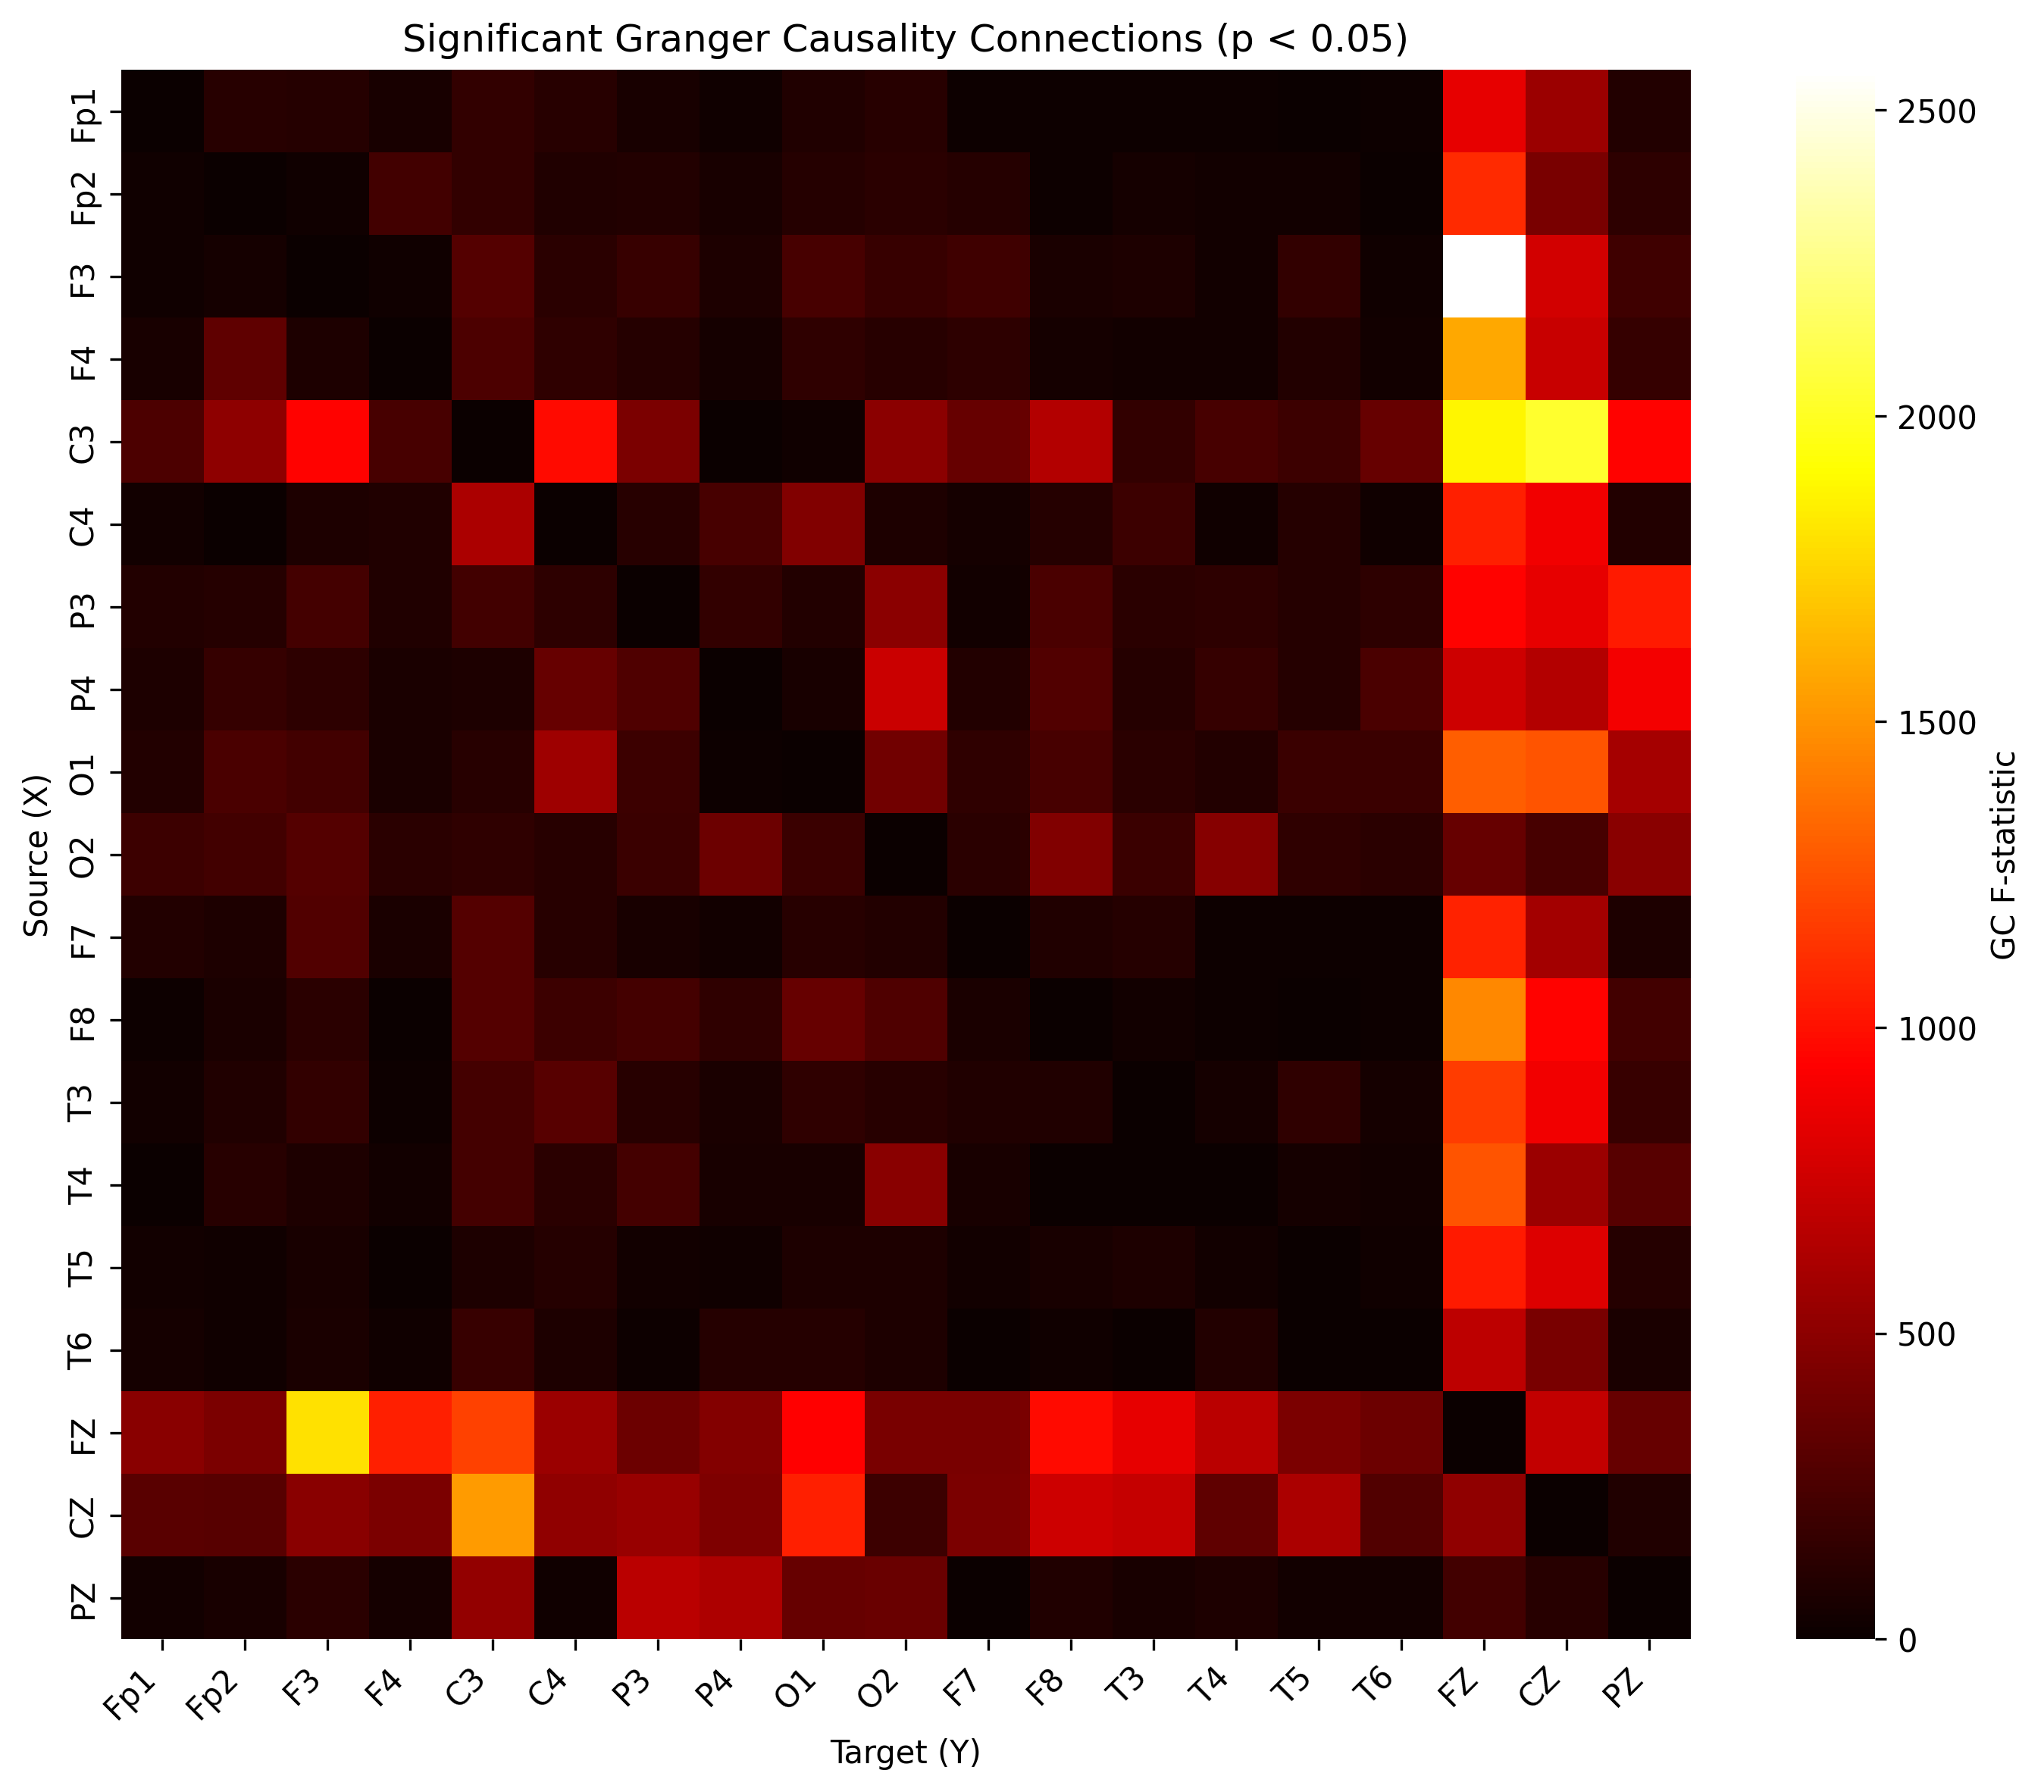 Significant Granger Causality Connections (p < 0.05)
Source (X)
Fp1
Fp2
F3
F4
C3
C4
P3
P4
O1
O2
F7
F8
T3
T4
T5
T6
FZ
CZ
PZ
Fp1 Fp2 F3 F4 C3 C4 P3 P4 O1 O2 F7 F8 T3 T4 T5 T6 FZ CZ PZ
Target (Y)
2500
2000
1500
1000
500
0
GC F-statistic